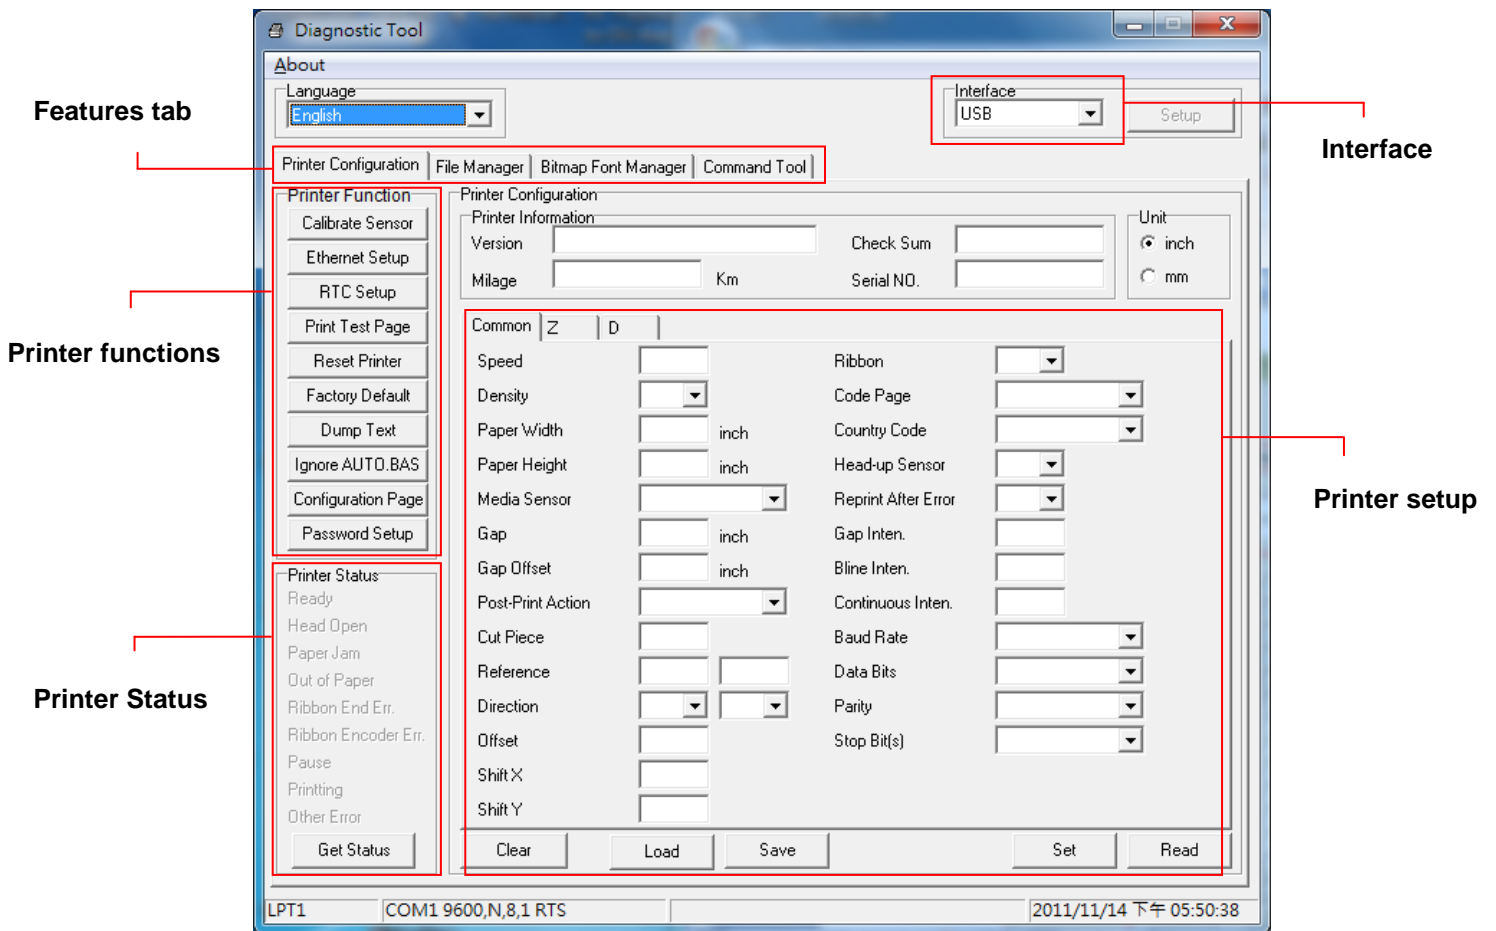 Diagnostic Tool
About
Language
English
Interface
USB
Setup
Features tab
Interface
Printer Configuration
File Manager
Bitmap Font Manager
Command Tool
Printer Function
Calibrate Sensor
Ethernet Setup
RTC Setup
Print Test Page
Reset Printer
Factory Default
Dump Text
Ignore AUTO.BAS
Configuration Page
Password Setup
Printer functions
Printer Status
Ready
Head Open
Paper Jam
Out of Paper
Ribbon End Err.
Ribbon Encoder Err.
Pause
Printting
Other Error
Get Status
Printer Status
Printer Configuration
Printer Information
Version
Check Sum
Milage
Km
Serial NO.
Unit
inch
mm
Common
Z
D
Speed
Density
Paper Width inch
Paper Height inch
Media Sensor
Gap inch
Gap Offset inch
Post-Print Action
Cut Piece
Reference
Direction
Offset
Shift X
Shift Y
Ribbon
Code Page
Country Code
Head-up Sensor
Reprint After Error
Gap Inten.
Bline Inten.
Continuous Inten.
Baud Rate
Data Bits
Parity
Stop Bit(s)
Printer setup
Clear
Load
Save
Set
Read
LPT1
COM1 9600,N,8,1 RTS
2011/11/14 下午 05:50:38